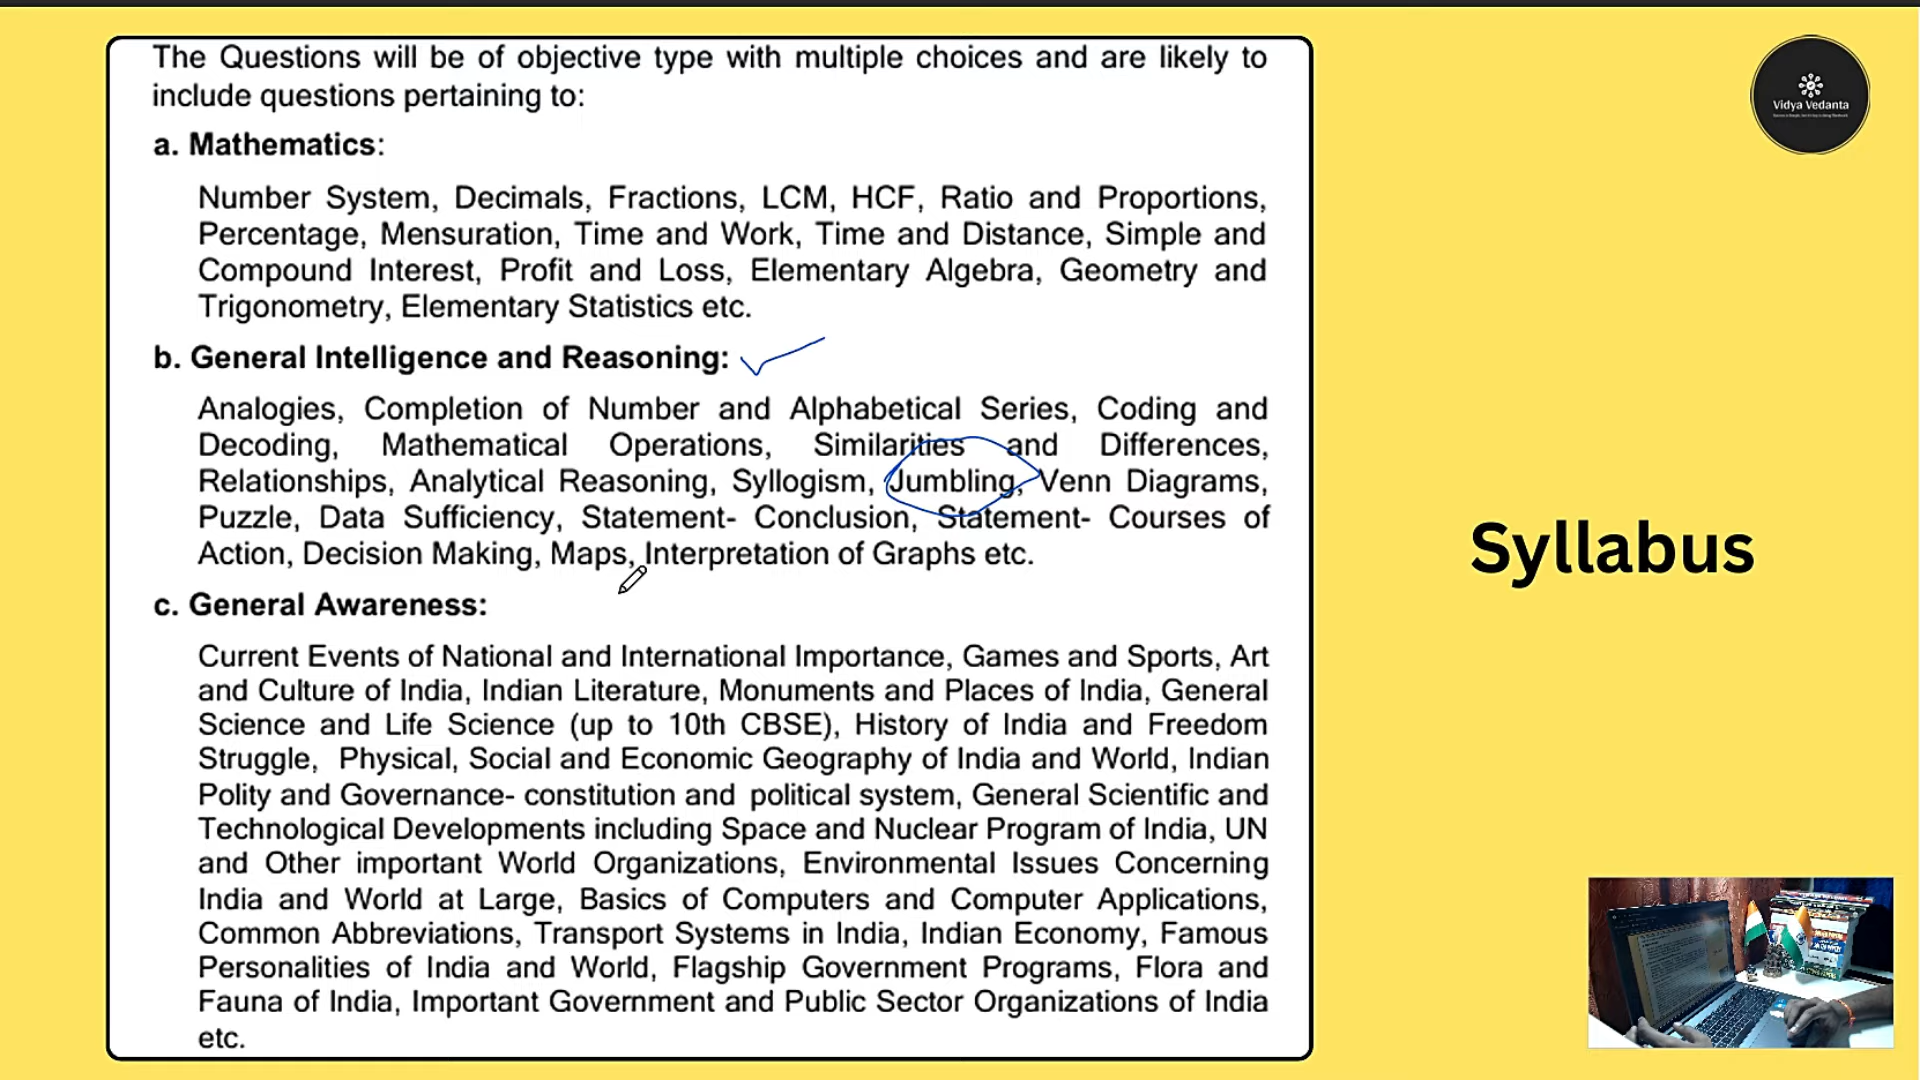 The Questions will be of objective type with multiple choices and are likely to
include questions pertaining to:
a. Mathematics:
Number System, Decimals, Fractions, LCM, HCF, Ratio and Proportions,
Percentage, Mensuration, Time and Work, Time and Distance, Simple and
Compound Interest, Profit and Loss, Elementary Algebra, Geometry and
Trigonometry, Elementary Statistics etc.
b. General Intelligence and Reasoning:
Analogies, Completion of Number and Alphabetical Series, Coding and
Decoding, Mathematical Operations, Similarities and Differences,
Relationships, Analytical Reasoning, Syllogism, Jumbling, Venn Diagrams,
Puzzle, Data Sufficiency, Statement- Conclusion, Statement- Courses of
Action, Decision Making, Maps, Interpretation of Graphs etc.
c. General Awareness:
Current Events of National and International Importance, Games and Sports, Art
and Culture of India, Indian Literature, Monuments and Places of India, General
Science and Life Science (up to 10th CBSE), History of India and Freedom
Struggle, Physical, Social and Economic Geography of India and World, Indian
Polity and Governance- constitution and political system, General Scientific and
Technological Developments including Space and Nuclear Program of India, UN
and Other important World Organizations, Environmental Issues Concerning
India and World at Large, Basics of Computers and Computer Applications,
Common Abbreviations, Transport Systems in India, Indian Economy, Famous
Personalities of India and World, Flagship Government Programs, Flora and
Fauna of India, Important Government and Public Sector Organizations of India
etc.
Vidya Vedanta
Syllabus